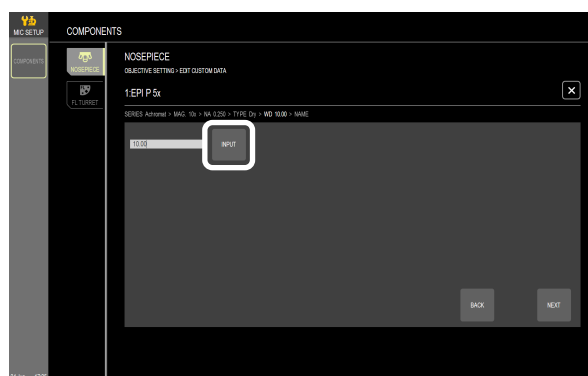 MIC SETUP
COMPONENTS
COMPONENTS
NOSEPIECE
FL TURRET
NOSEPIECE
OBJECTIVE SETTING > EDIT CUSTOM DATA
1:EPI P 5x
SERIES Achromat > MAG. 10x > NA 0.250 > TYPE Dry > WD 10.00 > NAME
10.00
INPUT
BACK
NEXT